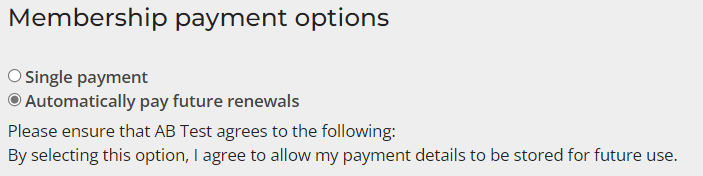 Membership payment options
Single payment
Automatically pay future renewals
Please ensure that AB Test agrees to the following:
By selecting this option, I agree to allow my payment details to be stored for future use.